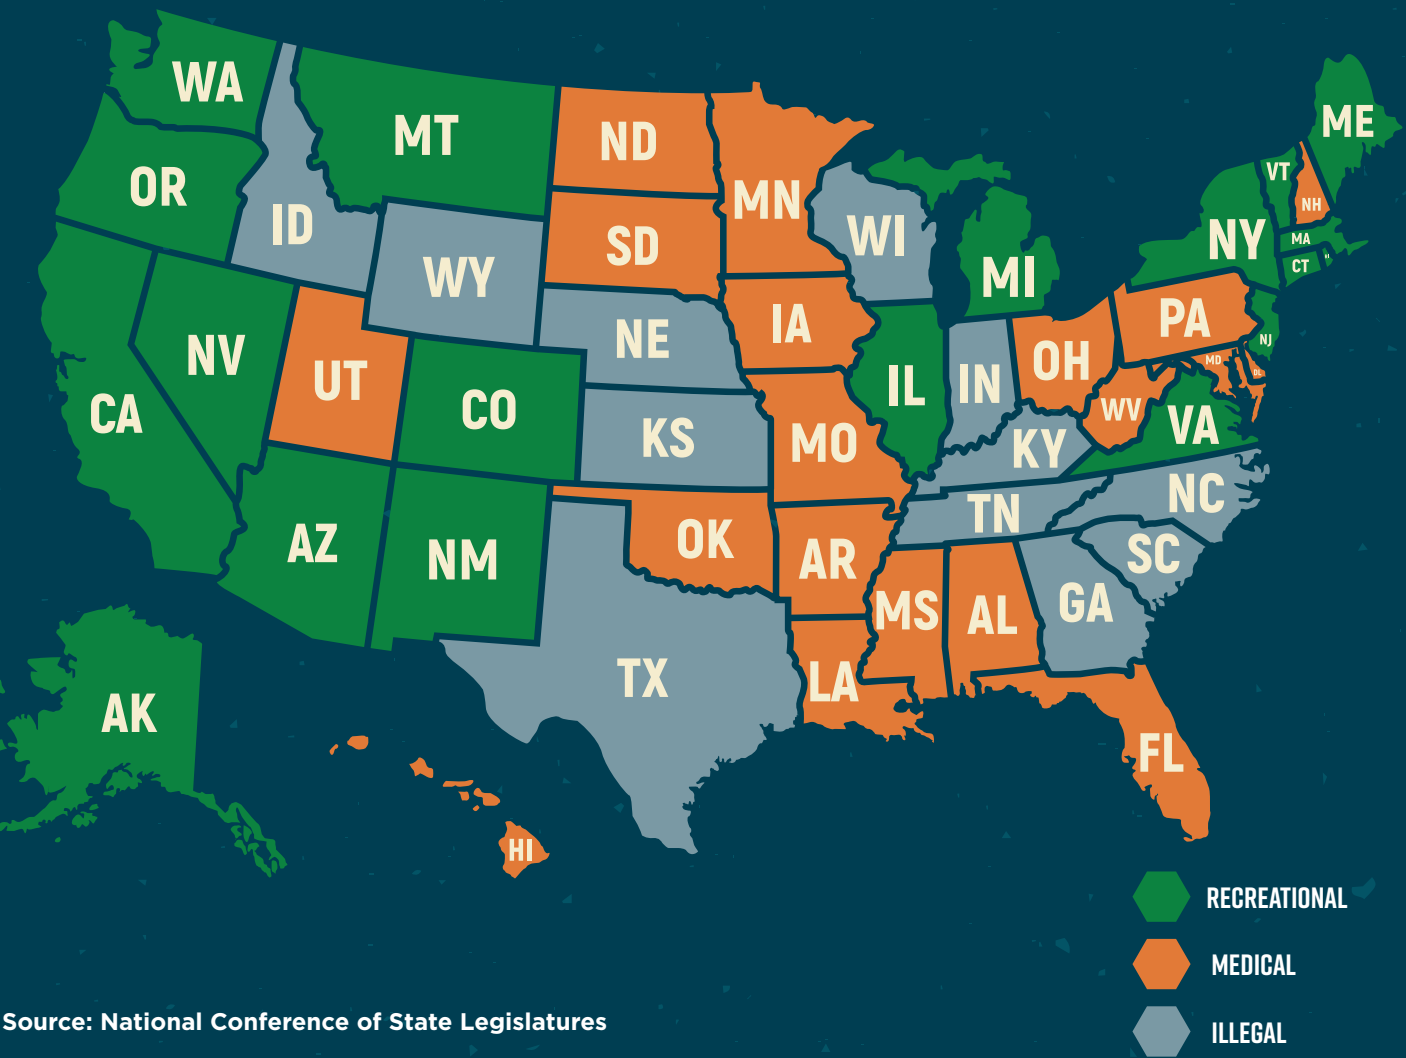 WA
MT
ND
MN
ME
OR
ID
SD
WI
VT
NH
NY
MA
CT
WY
MI
NV
UT
NE
IA
PA
NJ
CA
CO
IL
IN
OH
MD
DL
WV
VA
KS
MO
KY
NC
AZ
NM
OK
AR
TN
SC
TX
MS
AL
GA
LA
AK
FL
HI
RECREATIONAL
MEDICAL
ILLEGAL
Source: National Conference of State Legislatures